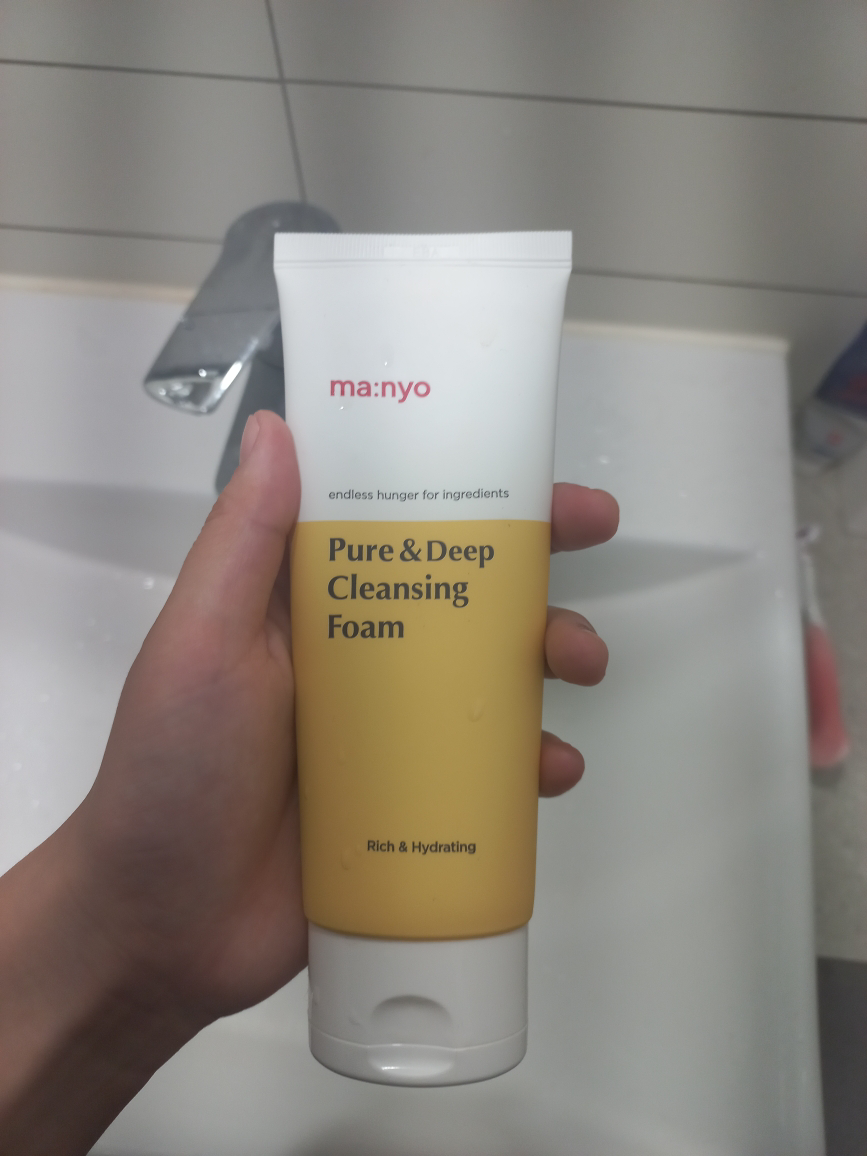 ma:nyo
endless hunger for ingredients
Pure & Deep
Cleansing
Foam
Rich & Hydrating